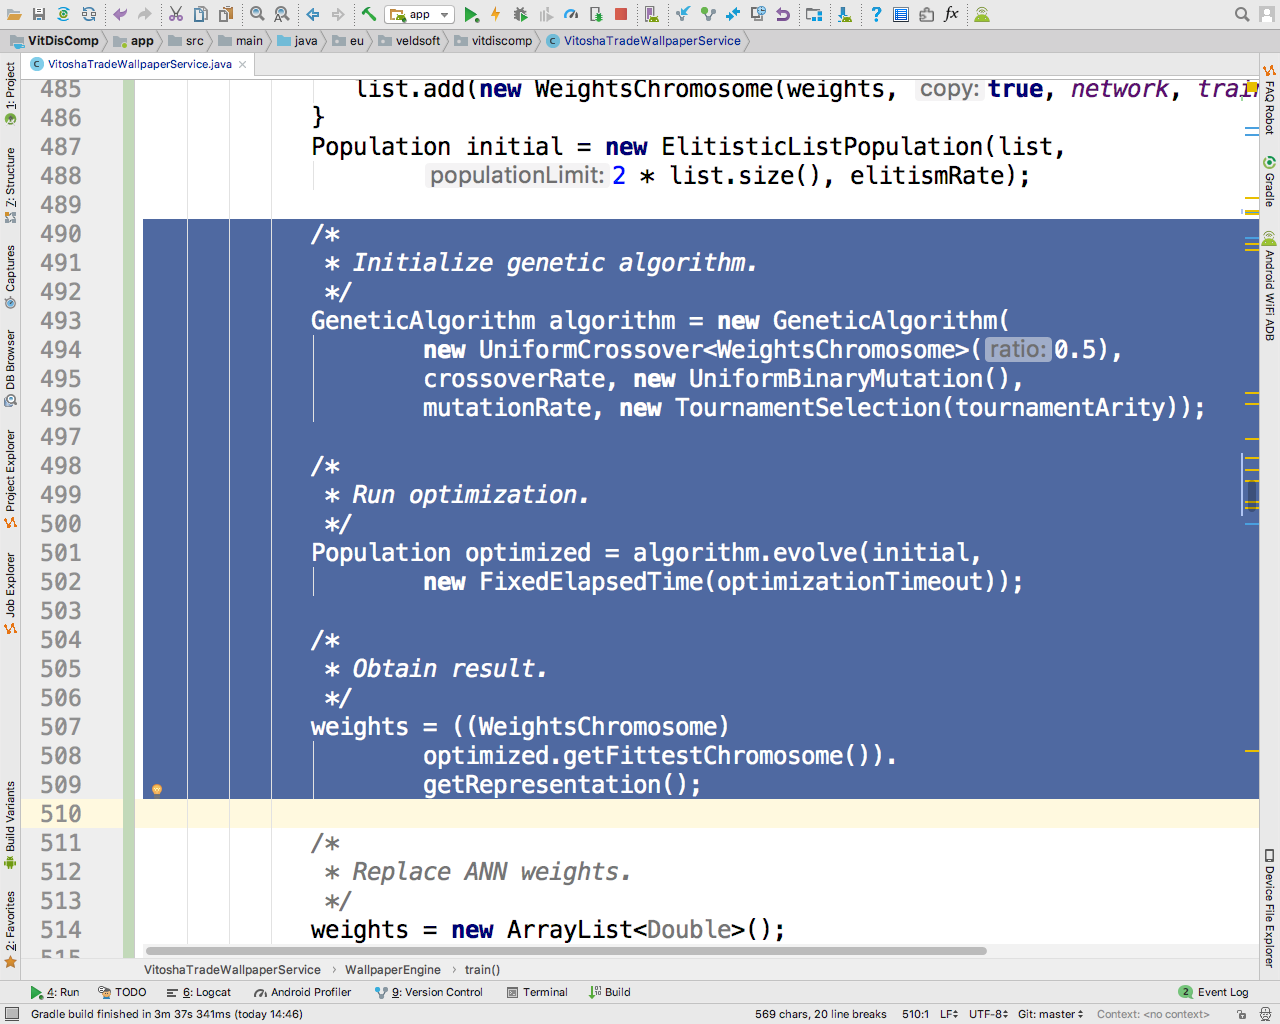 app
VitDisComp app src main java eu veldsoft vitdiscomp VitoshaTradeWallpaperService
VitoshaTradeWallpaperService.java
485 list.add(new WeightsChromosome(weights, copy: true, network, train
486 }
487 Population initial = new ElitisticListPopulation(list,
488 populationLimit: 2 * list.size(), elitismRate);
489
490 /*
491 * Initialize genetic algorithm.
492 */
493 GeneticAlgorithm algorithm = new GeneticAlgorithm(
494 new UniformCrossover<WeightsChromosome>( ratio: 0.5),
495 crossoverRate, new UniformBinaryMutation(),
496 mutationRate, new TournamentSelection(tournamentArity));
497
498 /*
499 * Run optimization.
500 */
501 Population optimized = algorithm.evolve(initial,
502 new FixedElapsedTime(optimizationTimeout));
503
504 /*
505 * Obtain result.
506 */
507 weights = ((WeightsChromosome)
508 optimized.getFittestChromosome()).
509 getRepresentation();
510
511 /*
512 * Replace ANN weights.
513 */
514 weights = new ArrayList<Double>();
515
1: Project
Z: Structure
Captures
DB Browser
Project Explorer
Job Explorer
Build Variants
2: Favorites
FAQ Robot
Gradle
Android WiFi ADB
Device File Explorer
VitoshaTradeWallpaperService › WallpaperEngine › train()
4: Run TODO 6: Logcat Android Profiler 9: Version Control Terminal Build 2 Event Log
Gradle build finished in 3m 37s 341ms (today 14:46) 569 chars, 20 line breaks 510:1 LF UTF-8 Git: master Context: <no context>